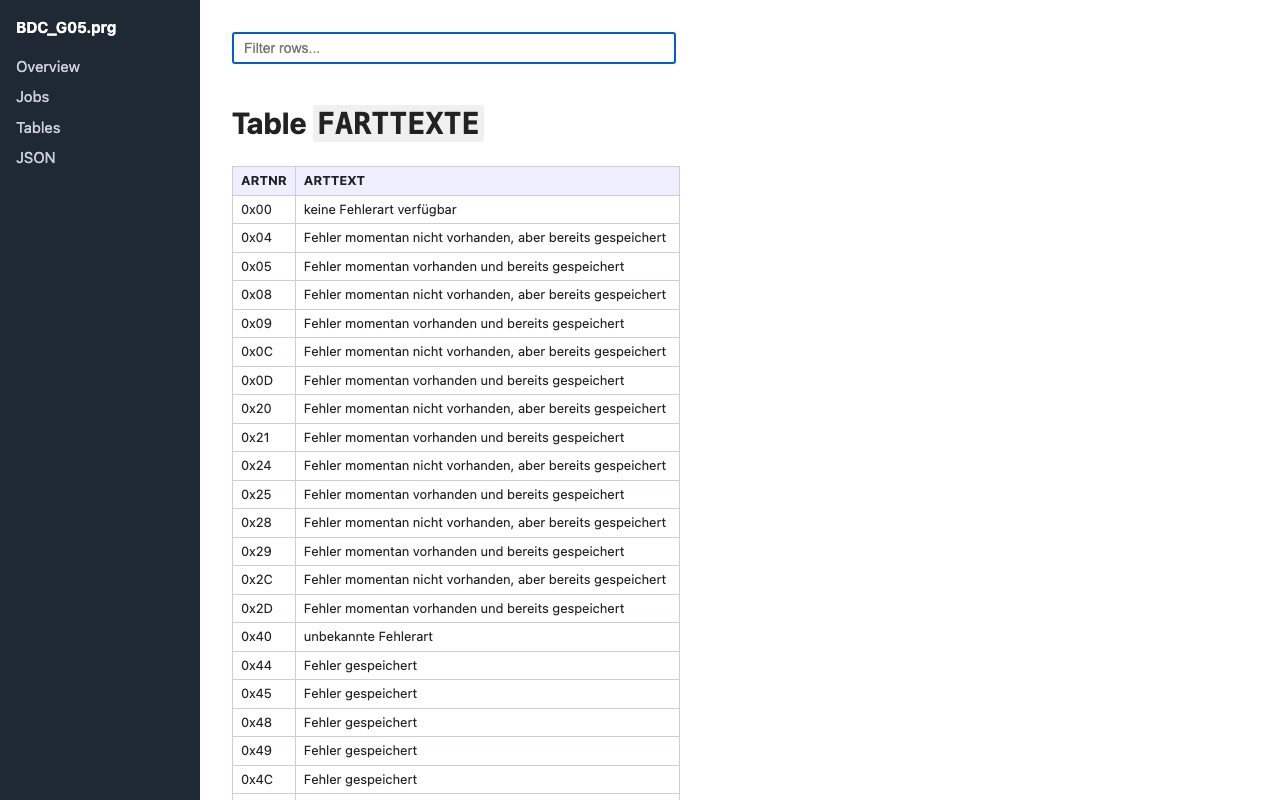 BDC_G05.prg
Overview
Jobs
Tables
JSON
Filter rows...
Table FARTTEXTE
ARTNR ARTTEXT
0x00 keine Fehlerart verfügbar
0x04 Fehler momentan nicht vorhanden, aber bereits gespeichert
0x05 Fehler momentan vorhanden und bereits gespeichert
0x08 Fehler momentan nicht vorhanden, aber bereits gespeichert
0x09 Fehler momentan vorhanden und bereits gespeichert
0x0C Fehler momentan nicht vorhanden, aber bereits gespeichert
0x0D Fehler momentan vorhanden und bereits gespeichert
0x20 Fehler momentan nicht vorhanden, aber bereits gespeichert
0x21 Fehler momentan vorhanden und bereits gespeichert
0x24 Fehler momentan nicht vorhanden, aber bereits gespeichert
0x25 Fehler momentan vorhanden und bereits gespeichert
0x28 Fehler momentan nicht vorhanden, aber bereits gespeichert
0x29 Fehler momentan vorhanden und bereits gespeichert
0x2C Fehler momentan nicht vorhanden, aber bereits gespeichert
0x2D Fehler momentan vorhanden und bereits gespeichert
0x40 unbekannte Fehlerart
0x44 Fehler gespeichert
0x45 Fehler gespeichert
0x48 Fehler gespeichert
0x49 Fehler gespeichert
0x4C Fehler gespeichert